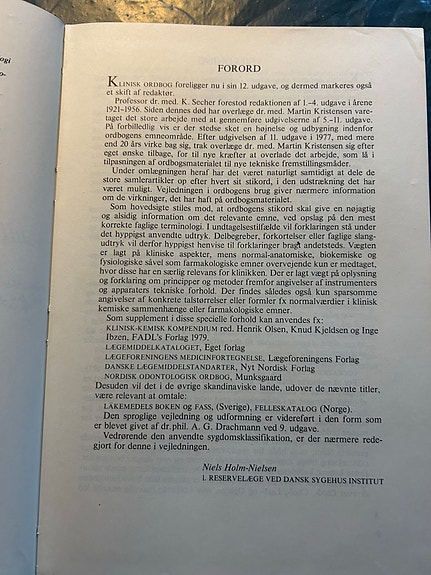 ogi
o-
FORORD
KLINISK ORDBOG foreligger nu i sin 12. udgave, og dermed markeres også
et skift af redaktør.
Professor dr. med. K. Secher forestod redaktionen af 1.-4. udgave i årene
1921-1956. Siden dennes død har overlæge dr. med. Martin Kristensen vare-
taget det store arbejde med at gennemføre udgivelserne af 5.-11. udgave.
På forbilledlig vis er der stedse sket en højnelse og udbygning indenfor
ordbogens emneområde. Efter udgivelsen af 11. udgave i 1977, med mere
end 20 års virke bag sig, trak overlæge dr. med. Martin Kristensen sig efter
eget ønske tilbage, for til nye kræfter at overlade det arbejde, som lå i
tilpasningen af ordbogsmaterialet til nye tekniske fremstillingsmåder.
Under omlægningen heraf har det været naturligt samtidigt at dele de
store samlerartikler op efter hvert sit stikord, i den udstrækning det har
været muligt. Vejledningen i ordbogens brug giver nærmere information
om de virkninger, det har haft på ordbogsmaterialet.
Som hovedsigte stiles mod, at ordbogens stikord skal give en nøjagtig
og alsidig information om det relevante emne, ved opslag på den mest
korrekte faglige terminologi. I undtagelsestilfælde vil forklaringen stå under
det hyppigst anvendte udtryk. Delbegreber, forkortelser eller faglige slang-
udtryk vil derfor hyppigst henvise til forklaringer bragt andetsteds. Vægten
er lagt på kliniske aspekter, mens normal-anatomiske, biokemiske og
fysiologiske såvel som farmakologiske emner overvejende kun er medtaget,
hvor disse har en særlig relevans for klinikken. Der er lagt vægt på oplysning
og forklaring om principper og metoder fremfor angivelser af instrumenters
og apparaters tekniske forhold. Der findes således også kun sparsomme
angivelser af konkrete talstørrelser eller formler fx normalværdier i klinisk
kemiske sammenhænge eller farmakologiske emner.
Som supplement i disse specielle forhold kan anvendes fx:
KLINISK-KEMISK KOMPENDIUM red. Henrik Olsen, Knud Kjeldsen og Inge
Ibzen, FADL's Forlag 1979.
LÆGEMIDDELKATALOGET, Eget forlag
LÆGEFORENINGENS MEDICINFORTEGNELSE, Lægeforeningens Forlag
DANSKE LÆGEMIDDELSTANDARTER, Nyt Nordisk Forlag
NORDISK ODONTOLOGISK ORDBOG, Munksgaard
Desuden vil det i de øvrige skandinaviske lande, udover de nævnte titler,
være relevant at omtale:
LÄKEMEDELS BOKEN og FASS, (Sverige), FELLESKATALOG (Norge).
Den sproglige vejledning og udformning er videreført i den form som
er blevet givet af dr. phil. A. G. Drachmann ved 9. udgave.
Vedrørende den anvendte sygdomsklassifikation, er der nærmere rede-
gjort for denne i vejledningen.
Niels Holm-Nielsen
1. RESERVELÆGE VED DANSK SYGEHUS INSTITUT